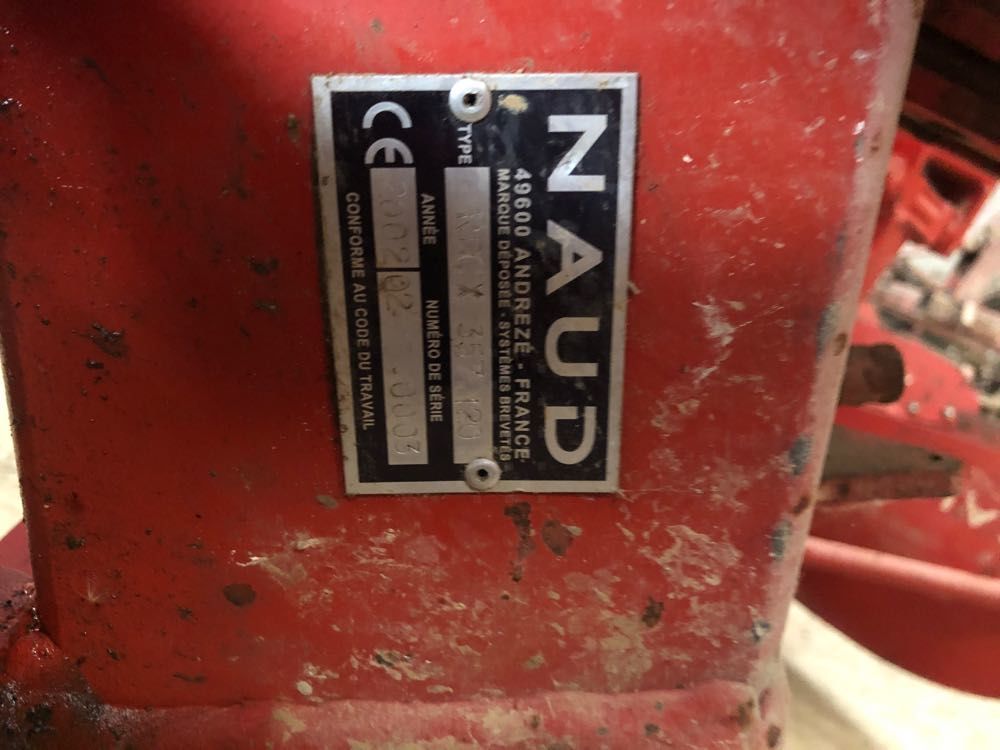 NAUD
49600 ANDREZÉ - FRANCE
MARQUE DÉPOSÉE - SYSTÈMES BREVETÉS
TYPE X
ANNÉE NUMÉRO DE SÉRIE
CE 2002
CONFORME AU CODE DU TRAVAIL